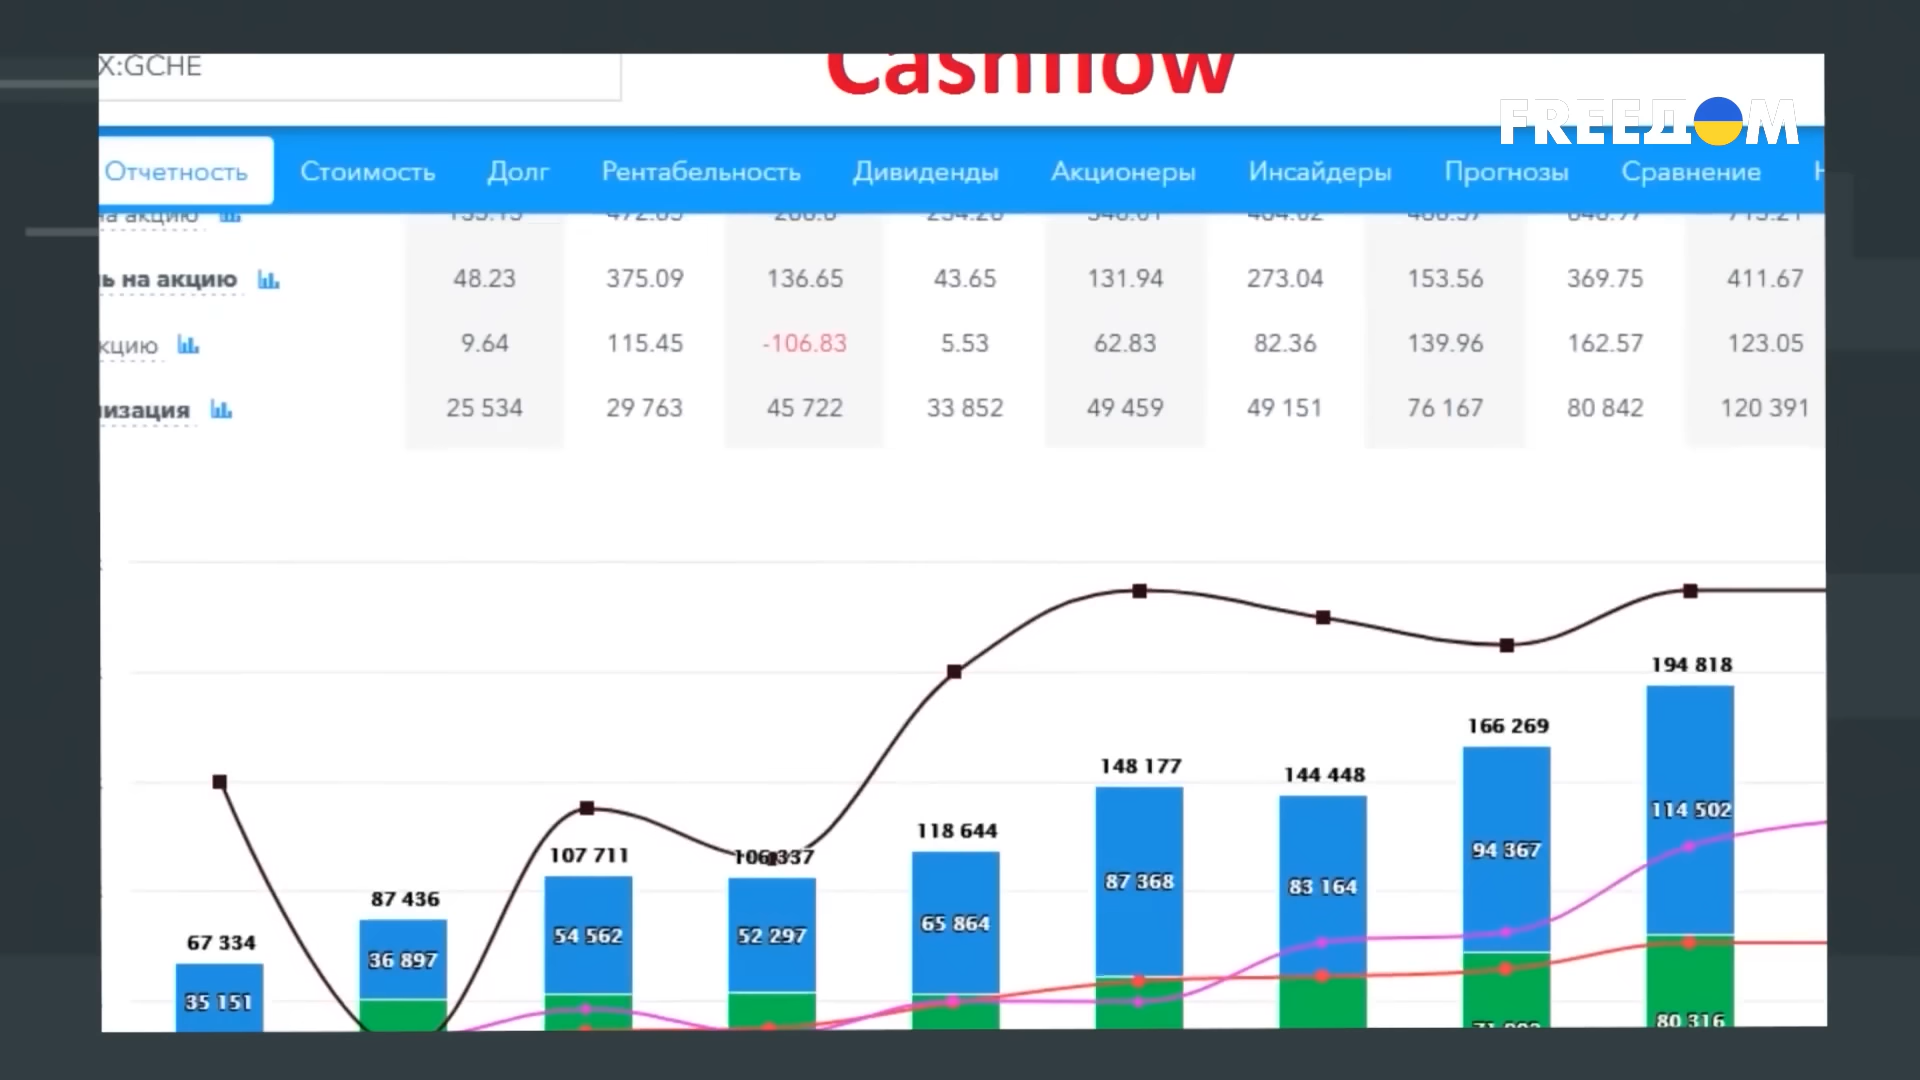 X:GCHE
Cashflow
FREEДOM
Отчетность Стоимость Долг Рентабельность Дивиденды Акционеры Инсайдеры Прогнозы Сравнение
на акцию
ь на акцию 48.23 375.09 136.65 43.65 131.94 273.04 153.56 369.75 411.67
кцию 9.64 115.45 -106.83 5.53 62.83 82.36 139.96 162.57 123.05
изация 25 534 29 763 45 722 33 852 49 459 49 151 76 167 80 842 120 391
194 818
166 269
148 177
144 448
114 502
118 644
94 367
107 711
106 337
87 368
83 164
87 436
65 864
54 562
52 297
67 334
36 897
35 151
80 316